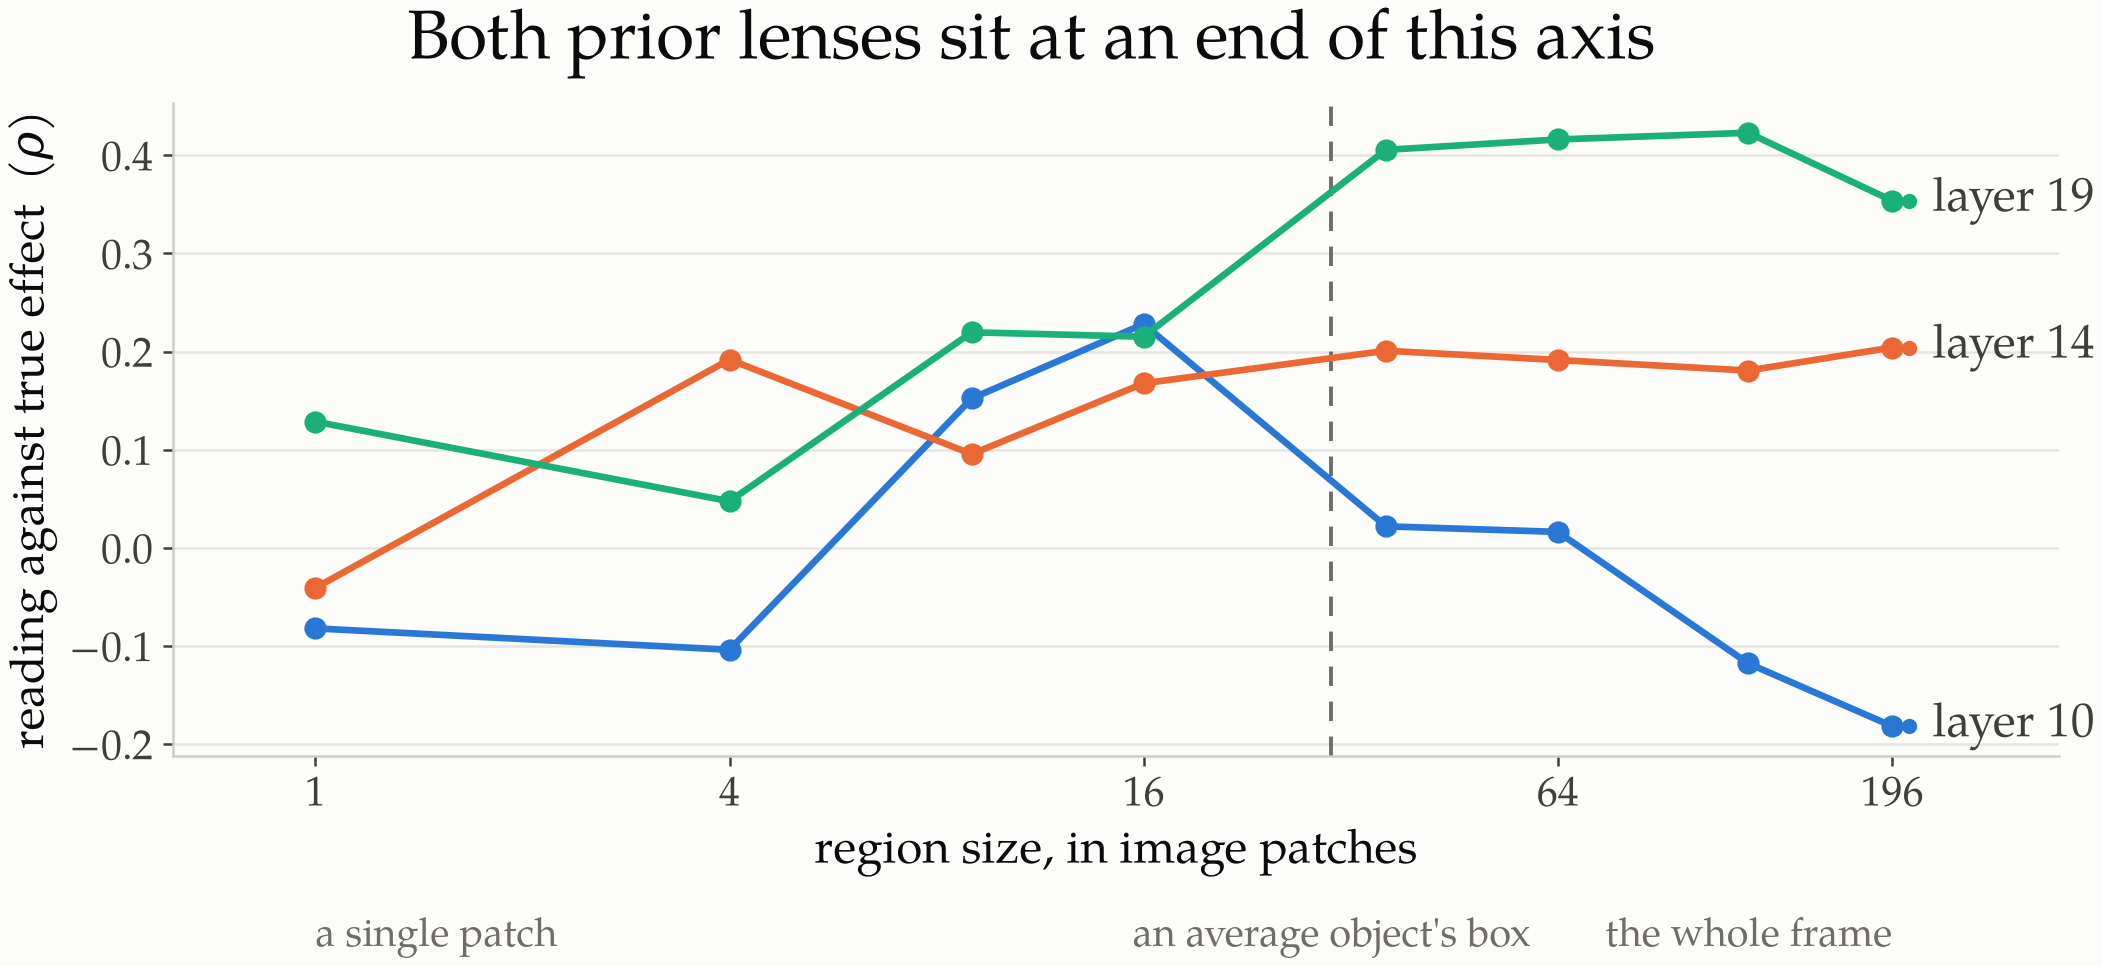 Both prior lenses sit at an end of this axis
reading against true effect (ρ)
0.4
0.3
0.2
0.1
0.0
−0.1
−0.2
layer 19
layer 14
layer 10
1 4 16 64 196
region size, in image patches
a single patch an average object's box the whole frame